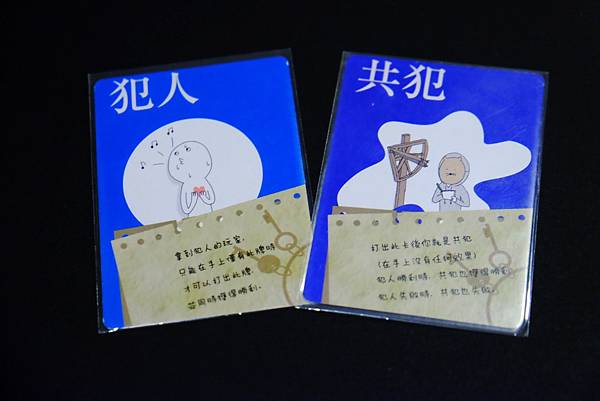 犯人
拿到犯人的玩家,
只能在手上僅有此牌時
才可以打出此牌,
並同時獲得勝利.
共犯
打出此卡後你就是共犯
(在手上沒有任何效果)
犯人勝利時, 共犯也獲得勝利
犯人失敗時, 共犯也失敗.